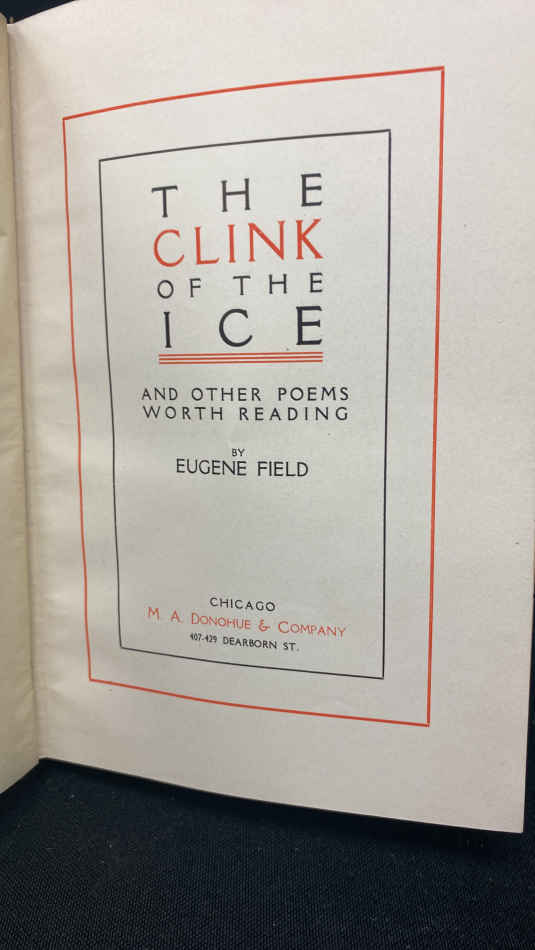 THE
CLINK
OF THE
ICE
AND OTHER POEMS
WORTH READING
BY
EUGENE FIELD
CHICAGO
M. A. DONOHUE & COMPANY
407-429 DEARBORN ST.